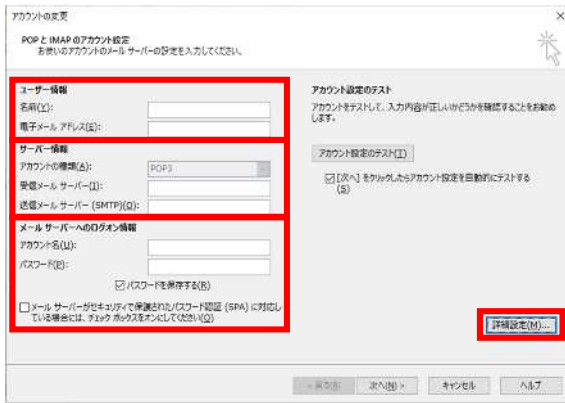 アカウントの変更
POP と IMAP のアカウント設定
お使いのアカウントのメール サーバーの設定を入力してください。
ユーザー情報
名前(Y):
電子メール アドレス(E):
サーバー情報
アカウントの種類(A):
POP3
受信メール サーバー(I):
送信メール サーバー (SMTP)(O):
メール サーバーへのログオン情報
アカウント名(U):
パスワード(P):
パスワードを保存する(R)
メール サーバーがセキュリティで保護されたパスワード認証 (SPA) に対応し
ている場合には、チェック ボックスをオンにしてください(Q)
アカウント設定のテスト
アカウントをテストして、入力内容が正しいかどうかを確認することをお勧め
します。
アカウント設定のテスト(T)
[次へ] をクリックしたらアカウント設定を自動的にテストする
(S)
詳細設定(M)...
< 戻る(B)
次へ(N) >
キャンセル
ヘルプ